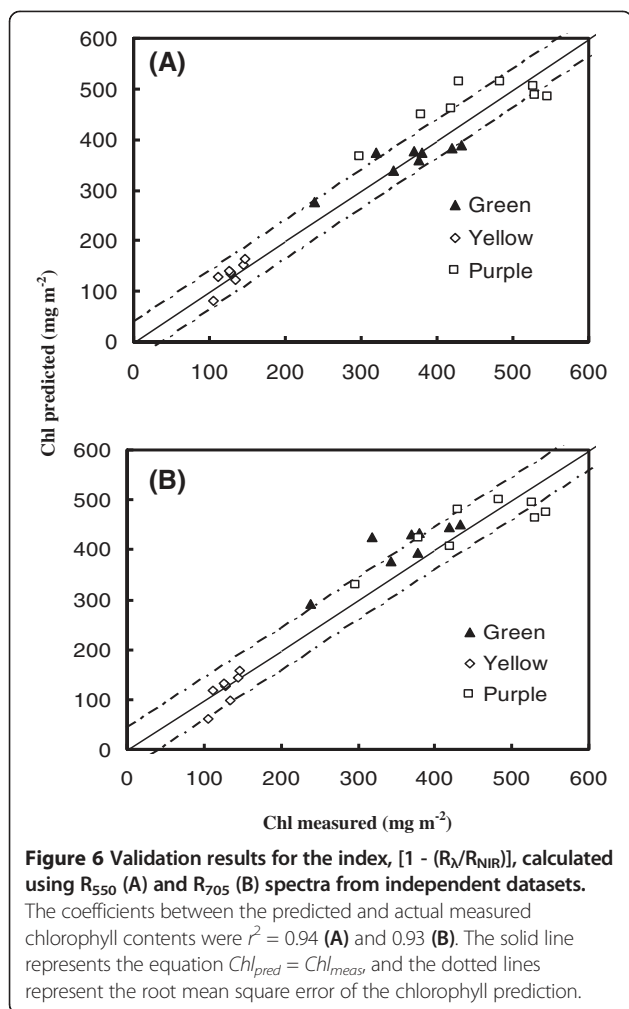 600
(A)
500
400
300
Green
Yellow
200
Purple
100
0
0 100 200 300 400 500 600
Chl predicted (mg m⁻²)
600
(B)
500
400
300
Green
200
Yellow
Purple
100
0
0 100 200 300 400 500 600
Chl measured (mg m⁻²)
Figure 6 Validation results for the index, [1 - (Rλ/RNIR)], calculated
using R550 (A) and R705 (B) spectra from independent datasets.
The coefficients between the predicted and actual measured
chlorophyll contents were r² = 0.94 (A) and 0.93 (B). The solid line
represents the equation Chlpred = Chlmeas, and the dotted lines
represent the root mean square error of the chlorophyll prediction.